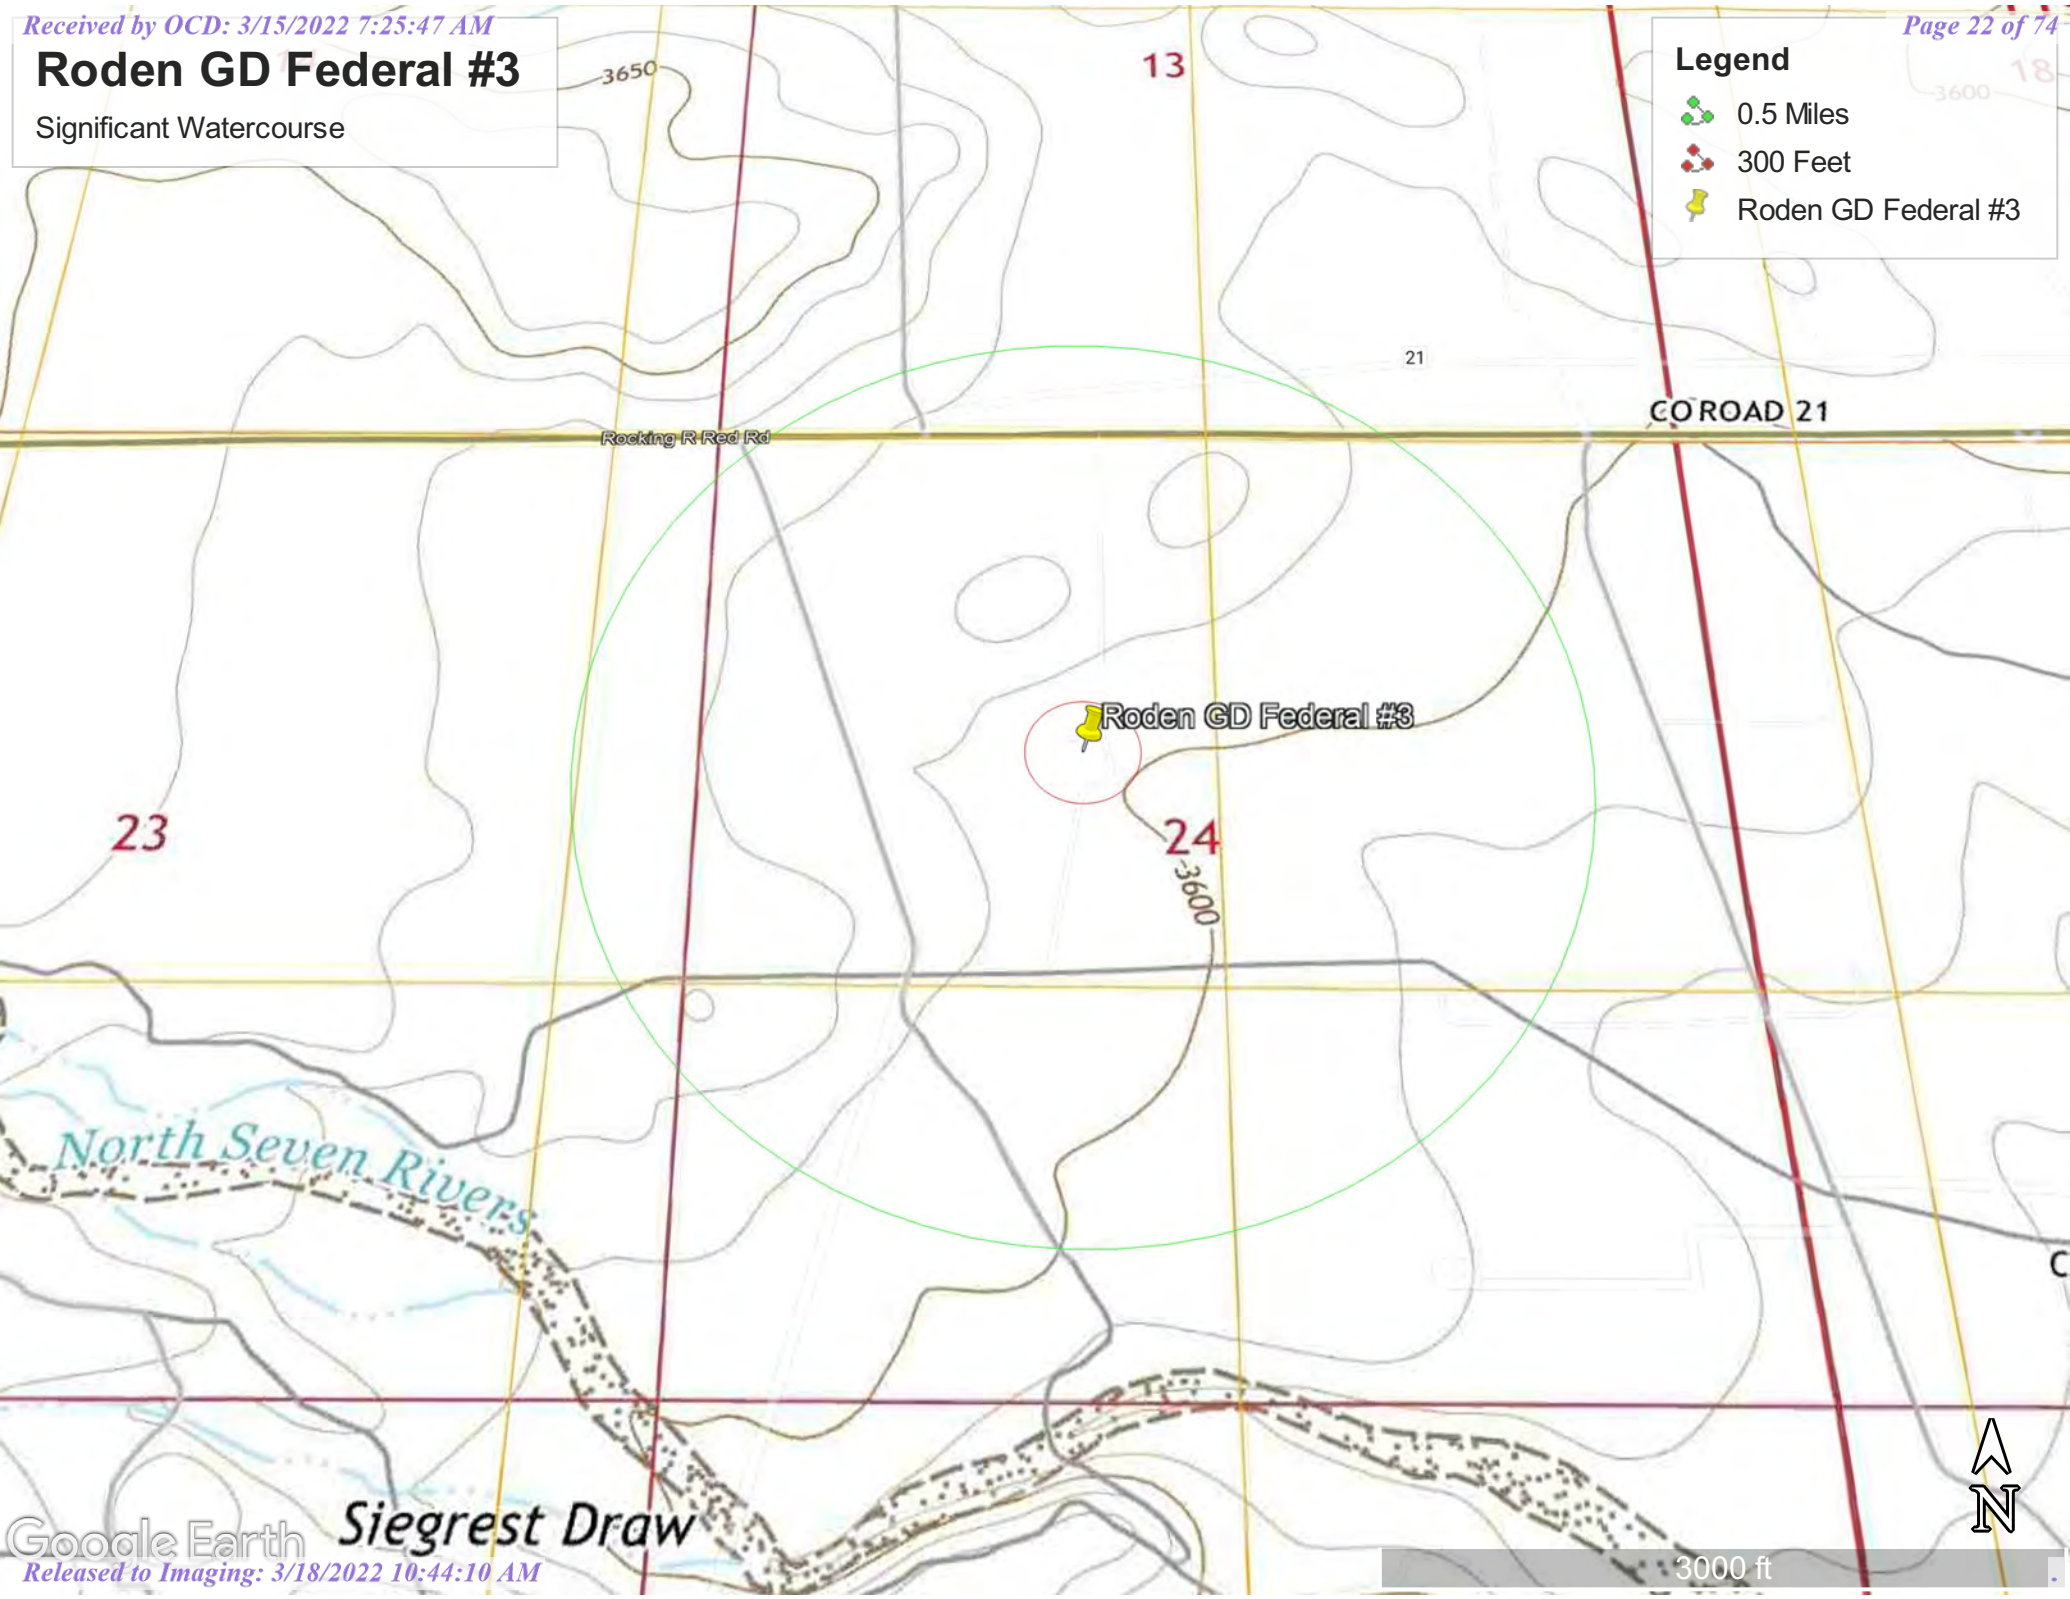 Received by OCD: 3/15/2022 7:25:47 AM
Page 22 of 74
Roden GD Federal #3
Significant Watercourse
Legend
0.5 Miles
300 Feet
Roden GD Federal #3
3650
13
18
3600
21
CO ROAD 21
Rocking R Red Rd
Roden GD Federal #3
23
24
3600
North Seven Rivers
C
Siegrest Draw
N
Google Earth
3000 ft
Released to Imaging: 3/18/2022 10:44:10 AM